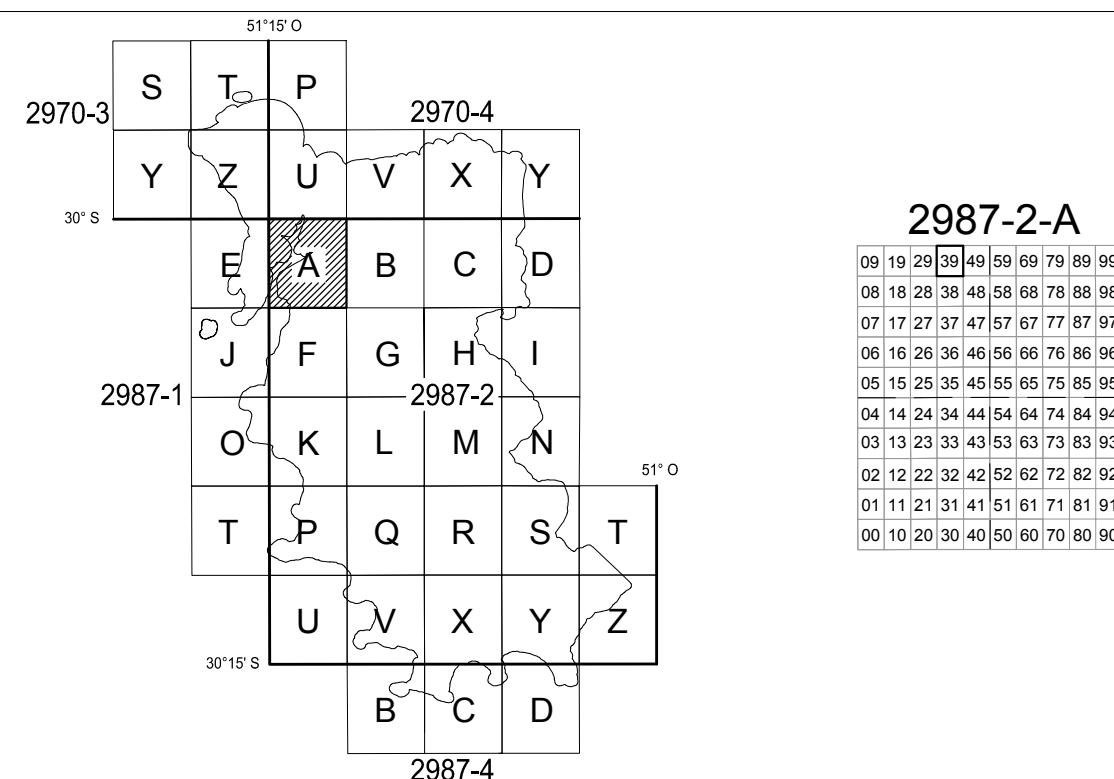 51°15' O
S T P
2970-3 2970-4
Y Z U V X Y
30° S
E A B C D
J F G H I
2987-1 2987-2
O K L M N
51° O
T P Q R S T
U V X Y Z
30°15' S
B C D
2987-4
2987-2-A
09 19 29 39 49 59 69 79 89 99
08 18 28 38 48 58 68 78 88 98
07 17 27 37 47 57 67 77 87 97
06 16 26 36 46 56 66 76 86 96
05 15 25 35 45 55 65 75 85 95
04 14 24 34 44 54 64 74 84 94
03 13 23 33 43 53 63 73 83 93
02 12 22 32 42 52 62 72 82 92
01 11 21 31 41 51 61 71 81 91
00 10 20 30 40 50 60 70 80 90